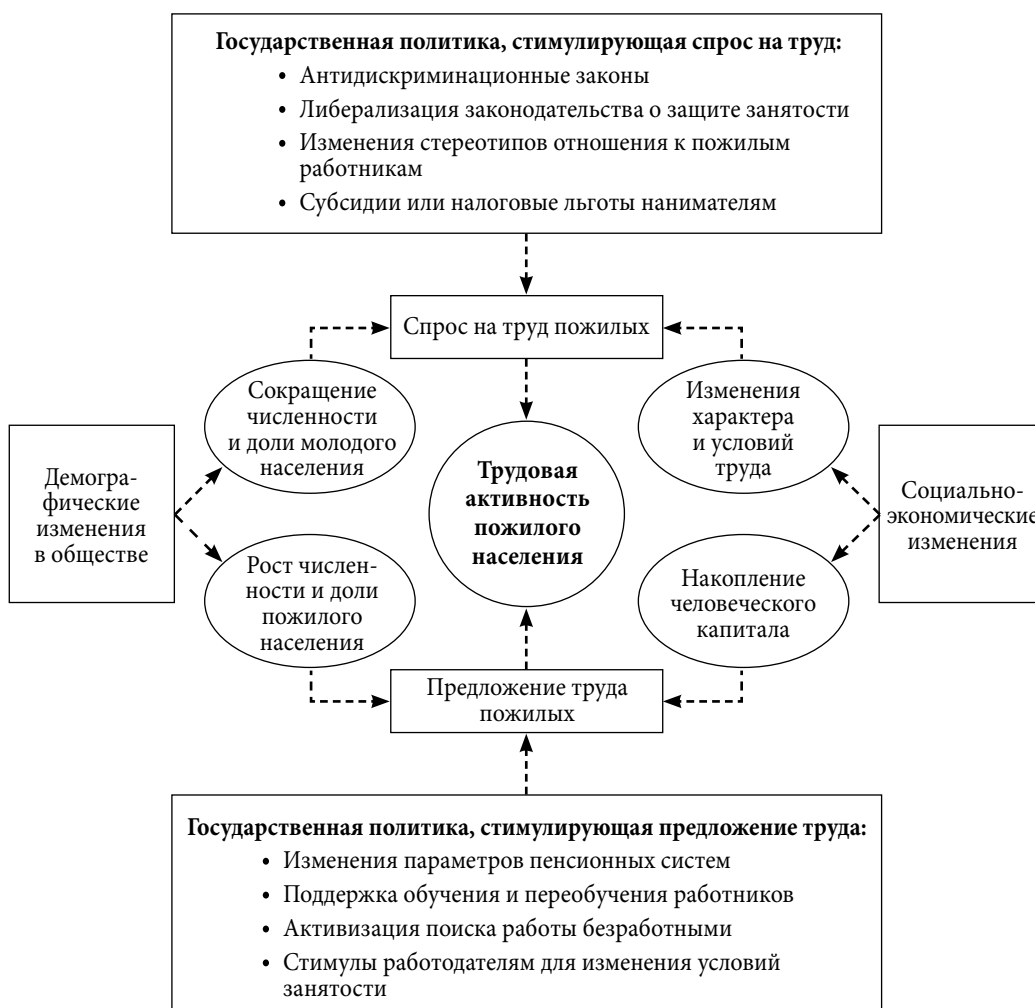 Государственная политика, стимулирующая спрос на труд:
• Антидискриминационные законы
• Либерализация законодательства о защите занятости
• Изменения стереотипов отношения к пожилым
работникам
• Субсидии или налоговые льготы нанимателям
Спрос на труд пожилых
Сокращение
численности
и доли молодого
населения
Изменения
характера
и условий
труда
Демогра-
фические
изменения
в обществе
Трудовая
активность
пожилого
населения
Социально-
экономические
изменения
Рост числен-
ности и доли
пожилого
населения
Накопление
человеческого
капитала
Предложение труда
пожилых
Государственная политика, стимулирующая предложение труда:
• Изменения параметров пенсионных систем
• Поддержка обучения и переобучения работников
• Активизация поиска работы безработными
• Стимулы работодателям для изменения условий
занятости